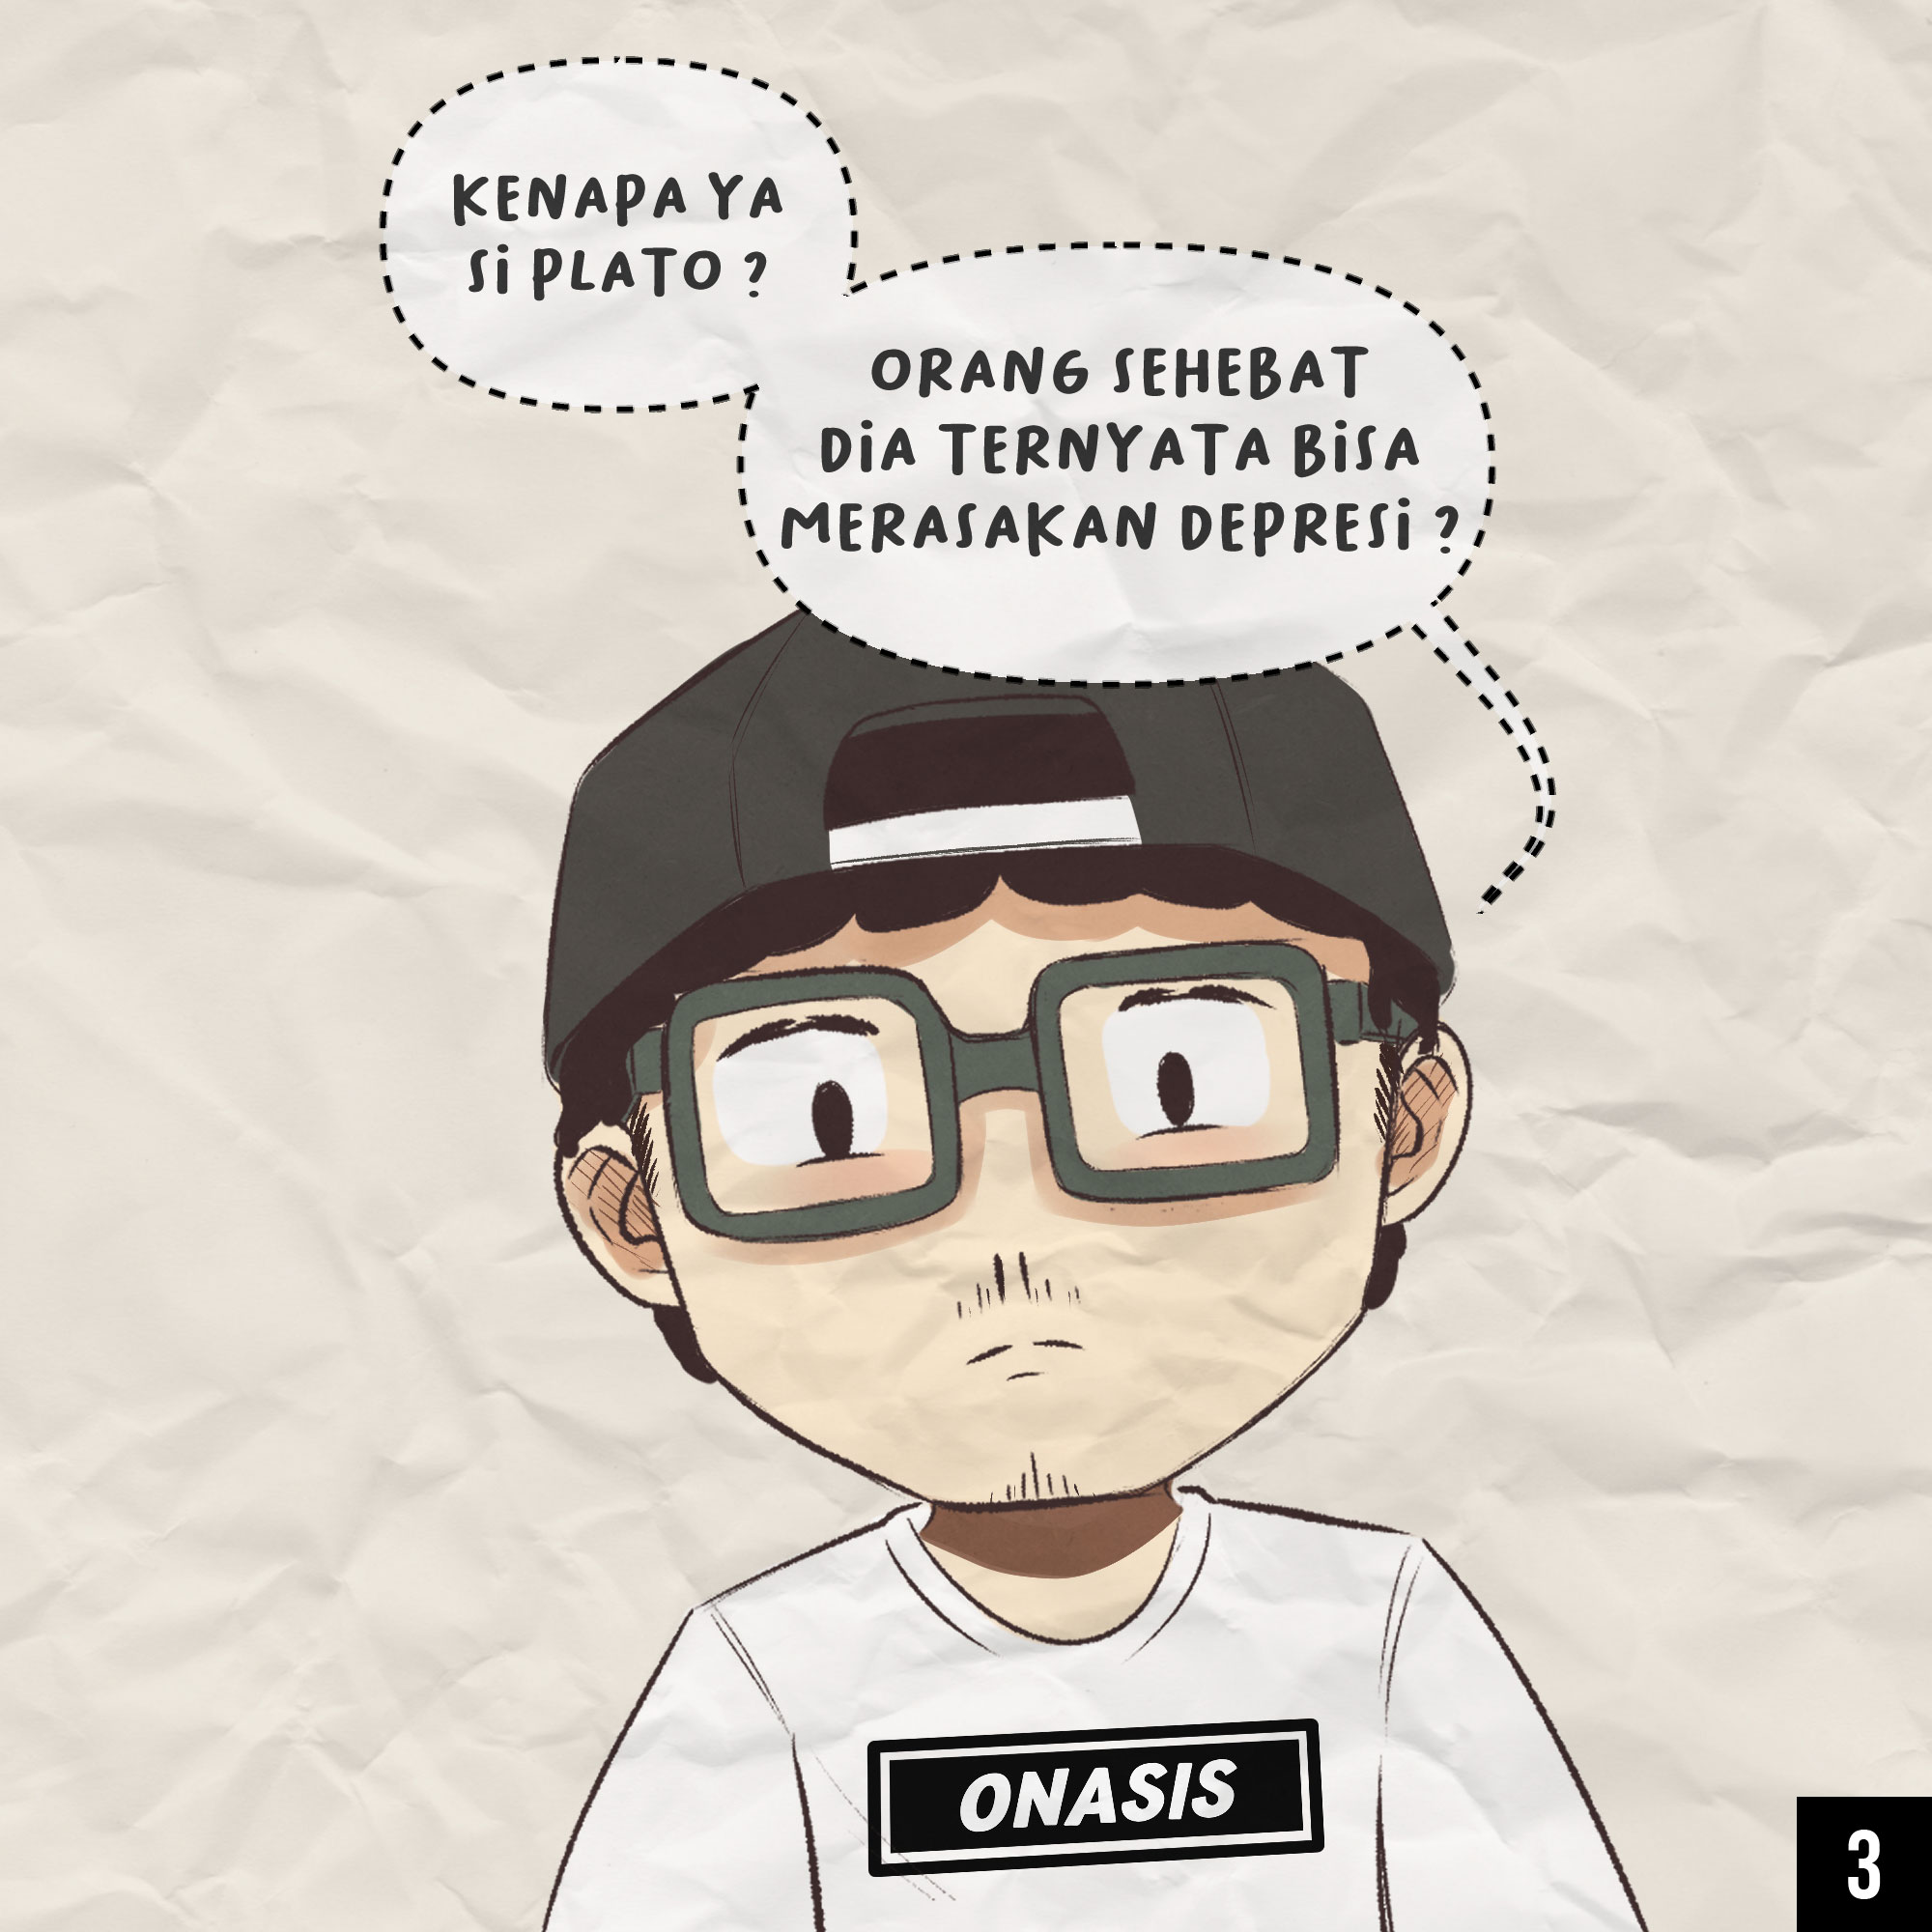 KENAPA YA
Si PLATO ?
ORANG SEHEBAT
DiA TERNYATA BiSA
MERASAKAN DEPRESi ?
ONASIS
3